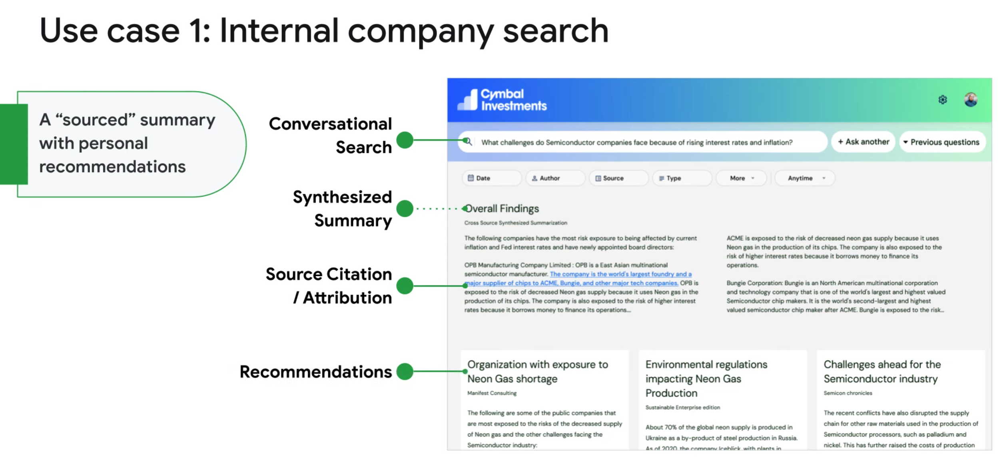 Use case 1: Internal company search
A “sourced” summary
with personal
recommendations
Conversational
Search
Synthesized
Summary
Source Citation
/ Attribution
Recommendations
Cymbal
Investments
What challenges do Semiconductor companies face because of rising interest rates and inflation?
+ Ask another
Previous questions
Date
Author
Source
Type
More
Anytime
Overall Findings
Cross Source Synthesized Summarization
The following companies have the most risk exposure to being affected by current
inflation and Fed interest rates and have newly appointed board directors:
OPB Manufacturing Company Limited : OPB is a East Asian multinational
semiconductor manufacturer. The company is the world's largest foundry and a
major supplier of chips to ACME, Bungie, and other major tech companies. OPB is
exposed to the risk of decreased Neon gas supply because it uses Neon gas in the
production of its chips. The company is also exposed to the risk of higher interest
rates because it borrows money to finance its operations....
ACME is exposed to the risk of decreased neon gas supply because it uses
Neon gas in the production of its chips. The company is also exposed to the
risk of higher interest rates because it borrows money to finance its
operations.
Bungie Corporation: Bungie is an North American multinational corporation
and technology company that is one of the world's largest and highest valued
Semiconductor chip makers. It is the world's second-largest and highest
valued semiconductor chip maker after ACME. Bungie is exposed to the risk...
Organization with exposure to
Neon Gas shortage
Manifest Consulting
The following are some of the public companies that
are most exposed to the risks of the decreased supply
of Neon gas and the other challenges facing the
Semiconductor industry:
Environmental regulations
impacting Neon Gas
Production
Sustainable Enterprise edition
About 70% of the global neon supply is produced in
Ukraine as a by-product of steel production in Russia.
As of 2020, the company Iceblick, with plants in
Challenges ahead for the
Semiconductor industry
Semicon chronicles
The recent conflicts have also disrupted the supply
chain for other raw materials used in the production of
Semiconductor processors, such as palladium and
nickel. This has further raised the costs of production